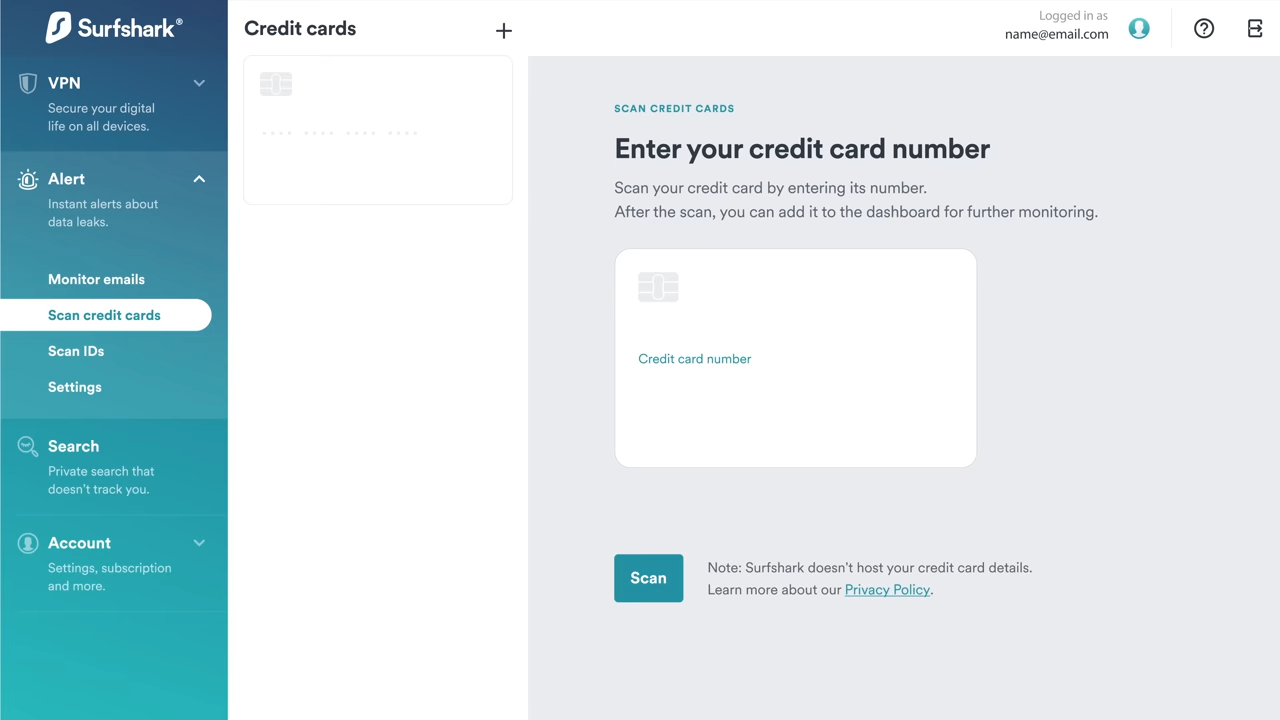 Surfshark®
VPN
Secure your digital
life on all devices.
Alert
Instant alerts about
data leaks.
Monitor emails
Scan credit cards
Scan IDs
Settings
Search
Private search that
doesn't track you.
Account
Settings, subscription
and more.
Credit cards
Logged in as
name@email.com
SCAN CREDIT CARDS
Enter your credit card number
Scan your credit card by entering its number.
After the scan, you can add it to the dashboard for further monitoring.
Credit card number
Scan
Note: Surfshark doesn't host your credit card details.
Learn more about our Privacy Policy.